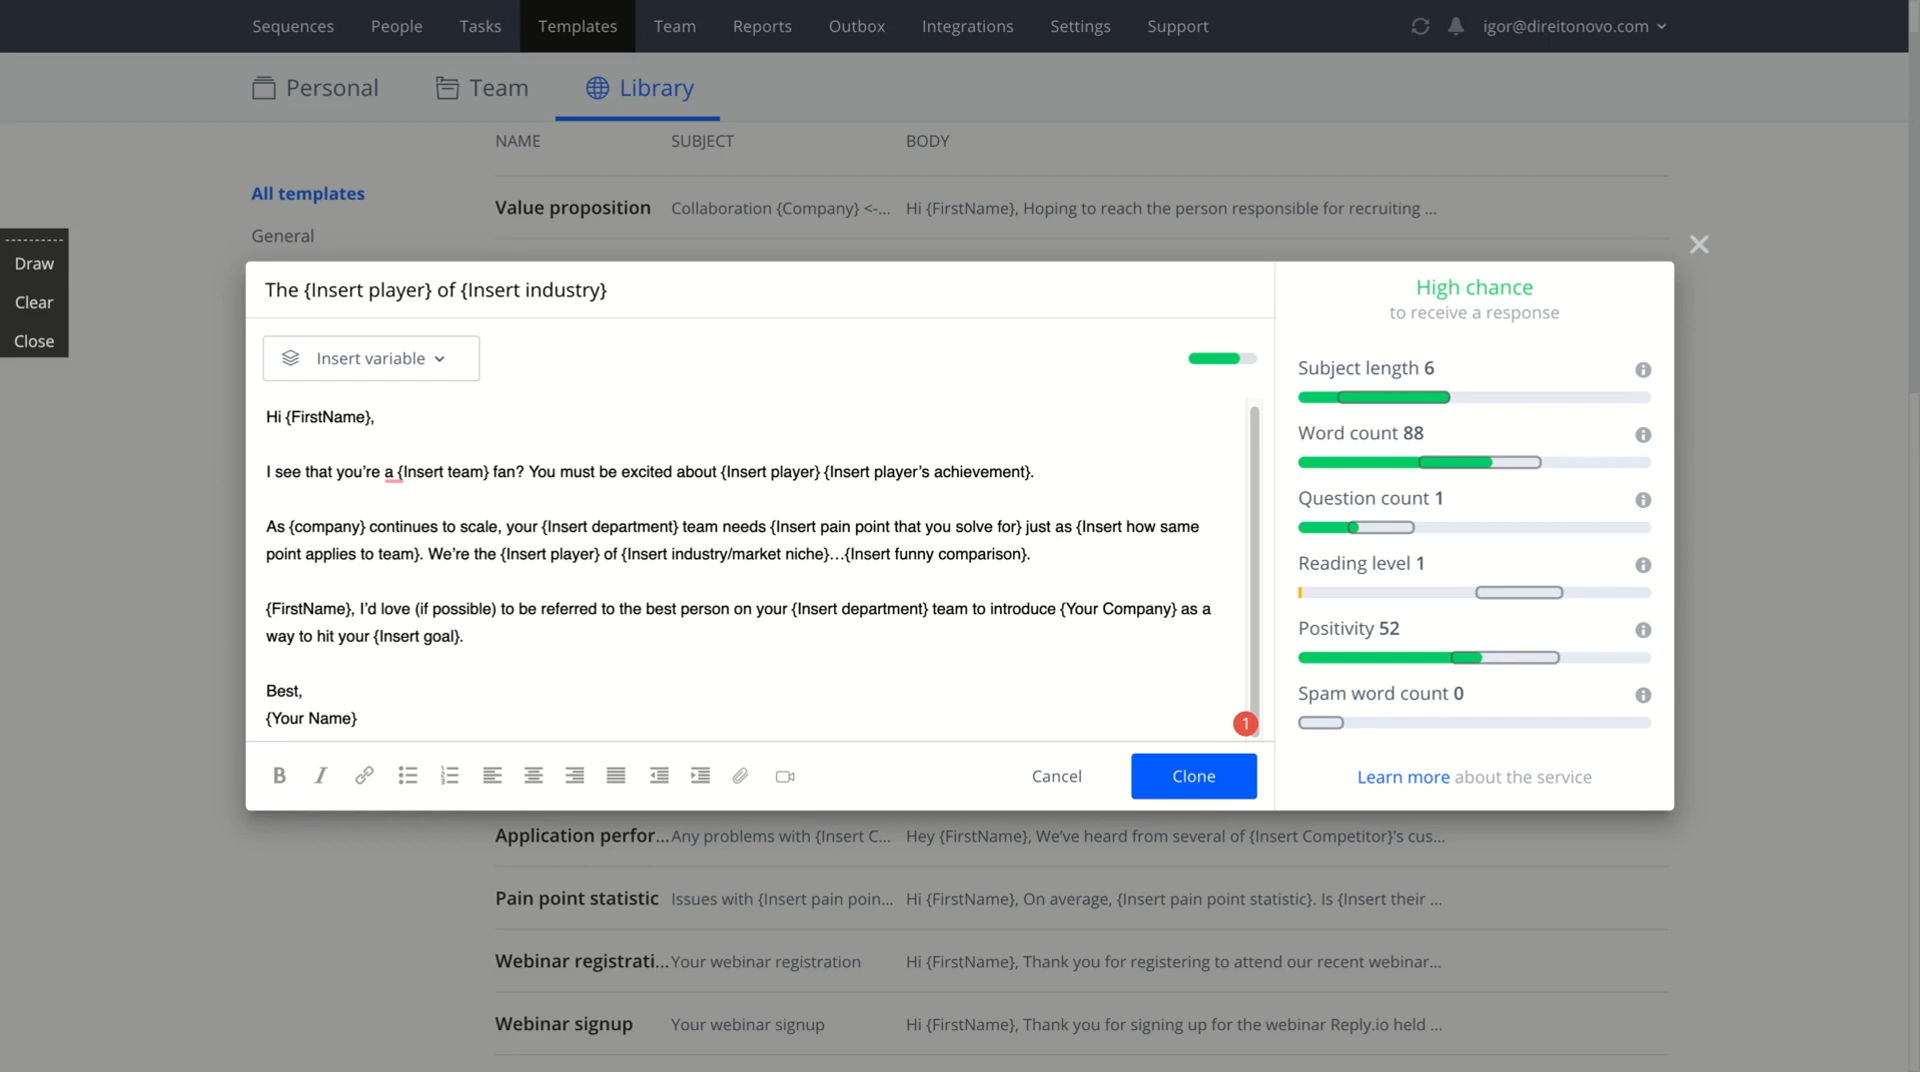 Sequences People Tasks Templates Team Reports Outbox Integrations Settings Support igor@direitonovo.com
Personal Team Library
NAME SUBJECT BODY
All templates
General
Value proposition Collaboration {Company} <-... Hi {FirstName}, Hoping to reach the person responsible for recruiting ...
Draw
Clear
Close
The {Insert player} of {Insert industry}
Insert variable
Hi {FirstName},
I see that you’re a {Insert team} fan? You must be excited about {Insert player} {Insert player’s achievement}.
As {company} continues to scale, your {Insert department} team needs {Insert pain point that you solve for} just as {Insert how same
point applies to team}. We’re the {Insert player} of {Insert industry/market niche}…{Insert funny comparison}.
{FirstName}, I’d love (if possible) to be referred to the best person on your {Insert department} team to introduce {Your Company} as a
way to hit your {Insert goal}.
Best,
{Your Name}
1
Cancel Clone
High chance
to receive a response
Subject length 6
Word count 88
Question count 1
Reading level 1
Positivity 52
Spam word count 0
Learn more about the service
Application perfor... Any problems with {Insert C... Hey {FirstName}, We’ve heard from several of {Insert Competitor}’s cus...
Pain point statistic Issues with {Insert pain poin... Hi {FirstName}, On average, {Insert pain point statistic}. Is {Insert their ...
Webinar registrati... Your webinar registration Hi {FirstName}, Thank you for registering to attend our recent webinar...
Webinar signup Your webinar signup Hi {FirstName}, Thank you for signing up for the webinar Reply.io held ...